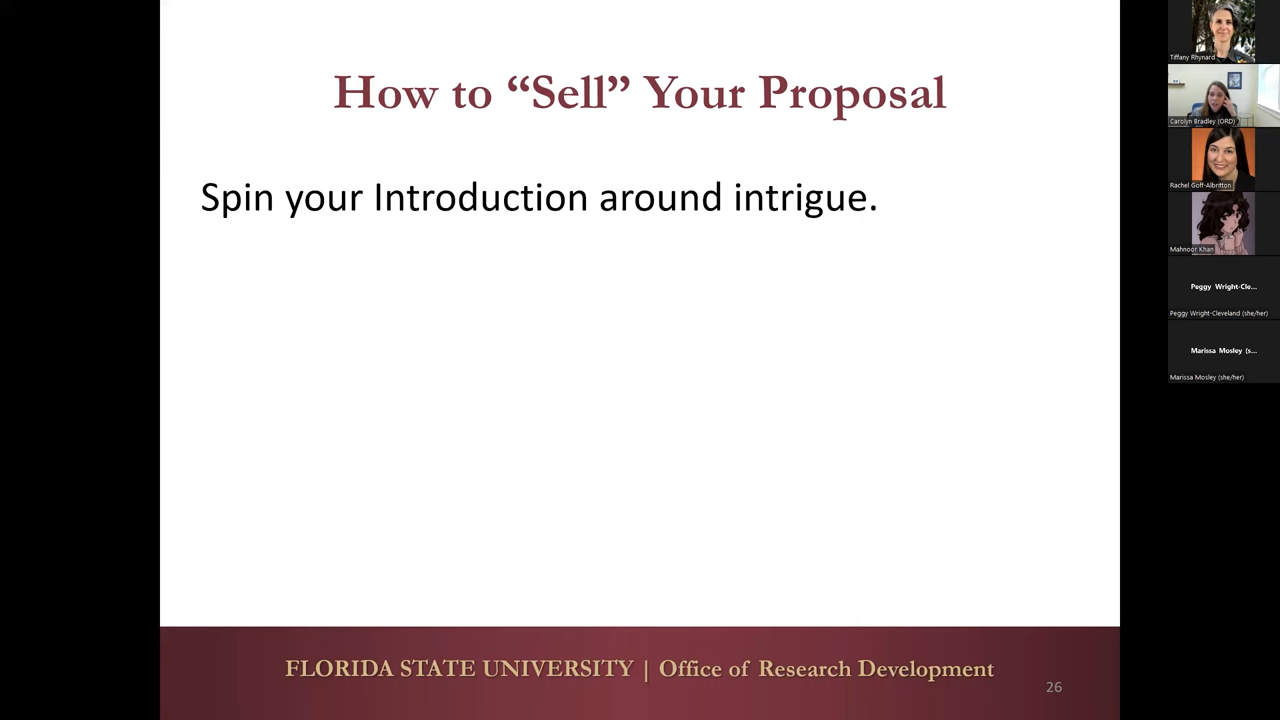 How to “Sell” Your Proposal
Spin your Introduction around intrigue.
FLORIDA STATE UNIVERSITY | Office of Research Development
26
Tiffany Rhynard
Carolyn Bradley (ORD)
Rachel Goff-Albritton
Mahnoor Khan
Peggy Wright-Cle...
Peggy Wright-Cleveland (she/her)
Marissa Mosley (s...
Marissa Mosley (she/her)